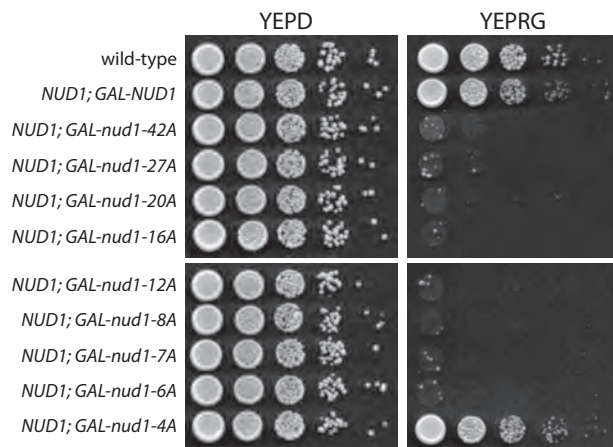 YEPD YEPRG
wild-type
NUD1; GAL-NUD1
NUD1; GAL-nud1-42A
NUD1; GAL-nud1-27A
NUD1; GAL-nud1-20A
NUD1; GAL-nud1-16A
NUD1; GAL-nud1-12A
NUD1; GAL-nud1-8A
NUD1; GAL-nud1-7A
NUD1; GAL-nud1-6A
NUD1; GAL-nud1-4A